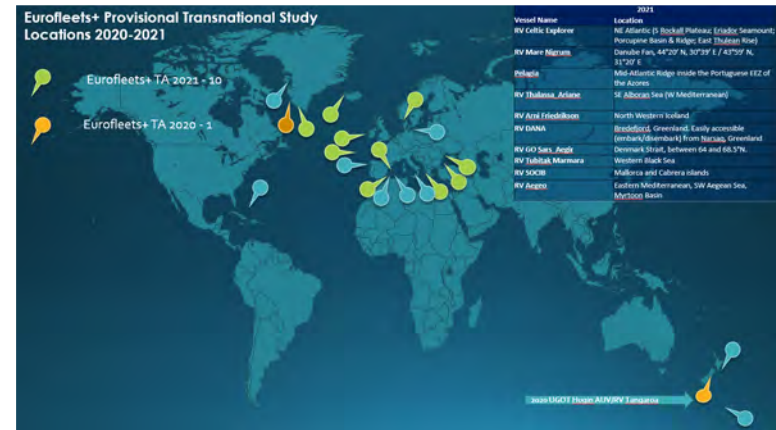 Eurofleets+ Provisional Transnational Study
Locations 2020-2021
Eurofleets+ TA 2021 - 10
Eurofleets+ TA 2020 - 1
2021
Vessel Name Location
RV Celtic Explorer NE Atlantic (S Rockall Plateau; Eriador Seamount;
Porcupine Basin & Ridge; East Thulean Rise)
RV Mare Nigrum Danube Fan, 44°20' N, 30°39' E / 43°59' N,
31°20' E
Pelagia Mid-Atlantic Ridge inside the Portuguese EEZ of
the Azores
RV Thalassa_Ariane SE Alboran Sea (W Mediterranean)
RV Arni Friedrikson North Western Iceland
RV DANA Bredefjord, Greenland. Easily accessible
(embark/disembark) from Narsaq, Greenland
RV GO Sars_Aegir Denmark Strait, between 64 and 68.5°N.
RV Tubitak Marmara Western Black Sea
RV SOCIB Mallorca and Cabrera islands
RV Aegeo Eastern Mediterranean, SW Aegean Sea,
Myrtoon Basin
2020 UGOT Hugin AUV/RV Tangaroa